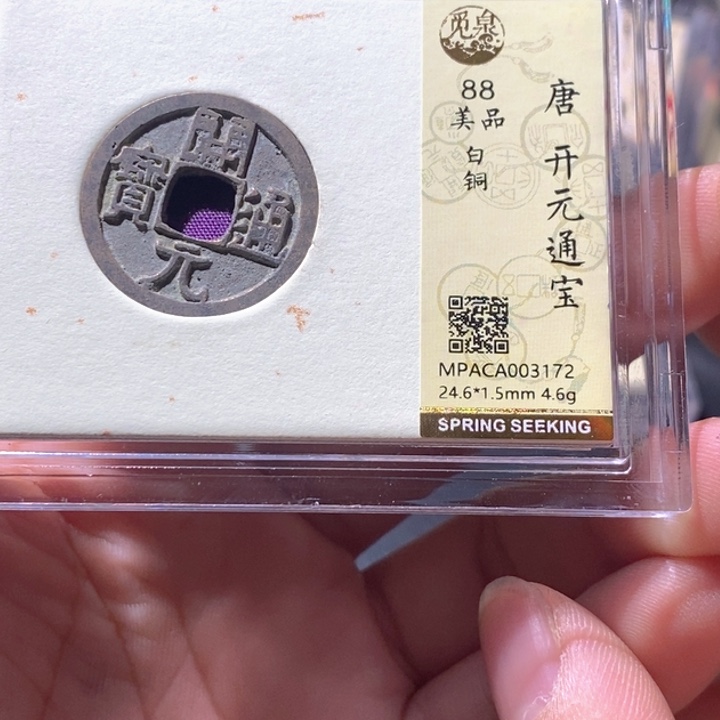 開
通
元
寶
觅泉
唐 开元通宝
88
美品
白铜
MPACA003172
24.6*1.5mm 4.6g
SPRING SEEKING